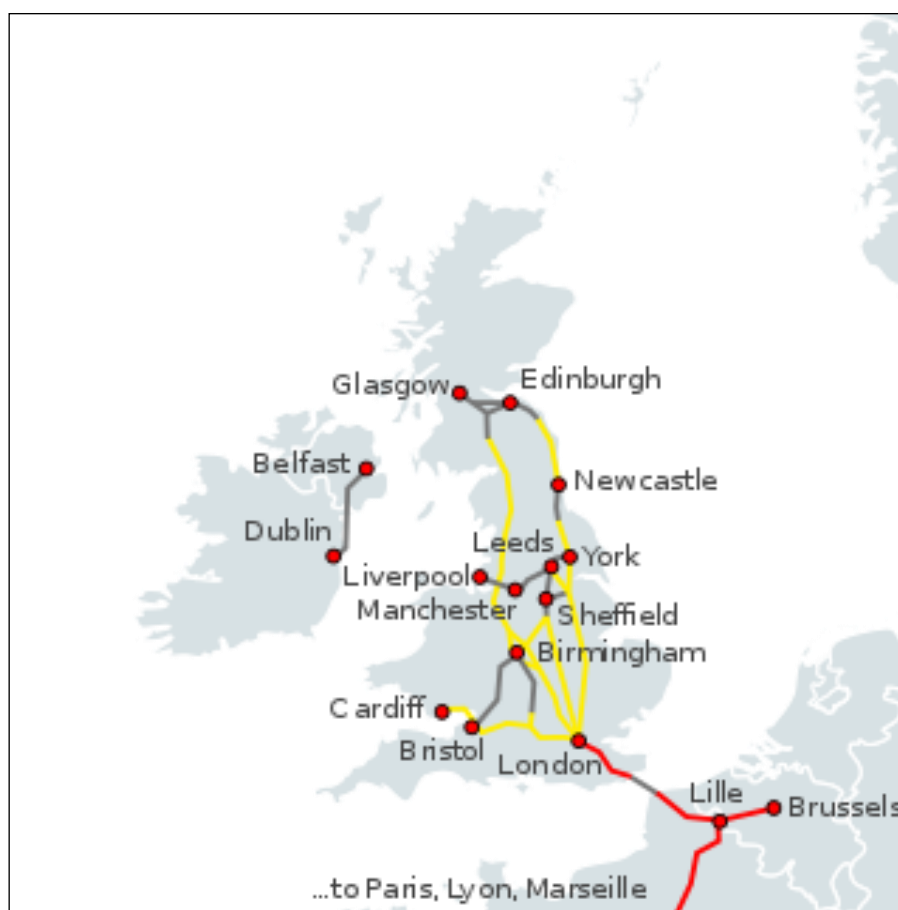 Edinburgh
Glasgow
Belfast
Newcastle
Dublin
Leeds
York
Liverpool
Manchester
Sheffield
Birmingham
Cardiff
Bristol
London
Lille
Brussels
...to Paris, Lyon, Marseille